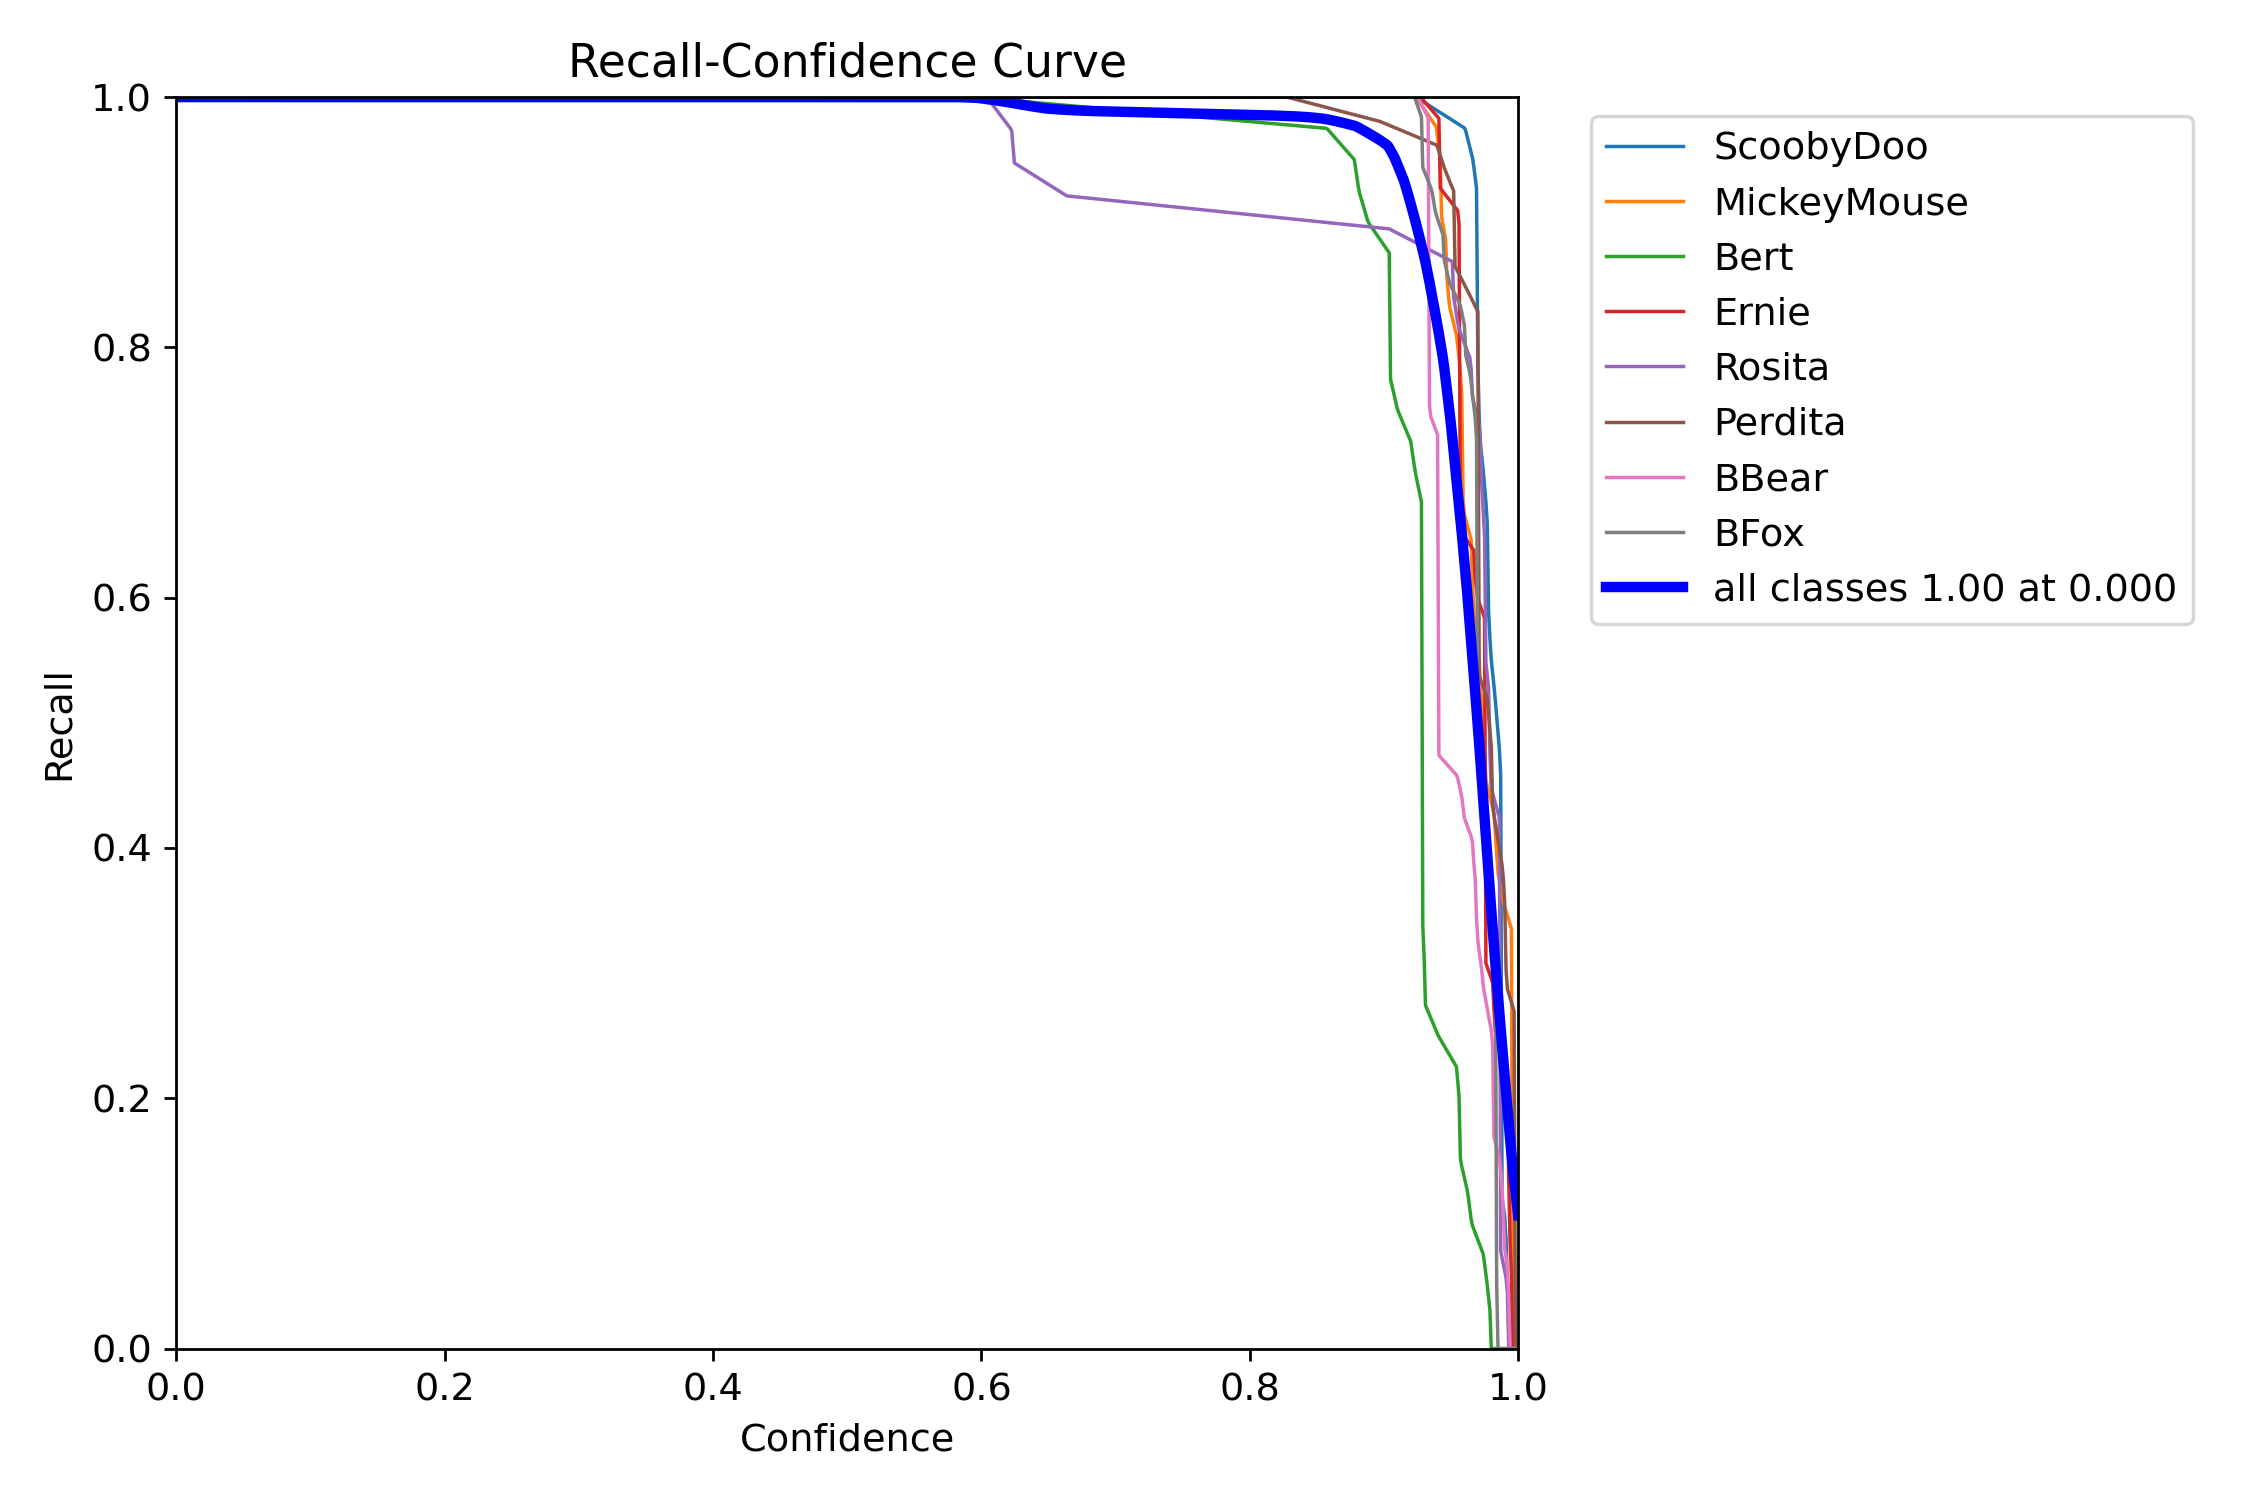 Recall-Confidence Curve
1.0
0.8
0.6
0.4
0.2
0.0
Recall
0.0 0.2 0.4 0.6 0.8 1.0
Confidence
ScoobyDoo
MickeyMouse
Bert
Ernie
Rosita
Perdita
BBear
BFox
all classes 1.00 at 0.000